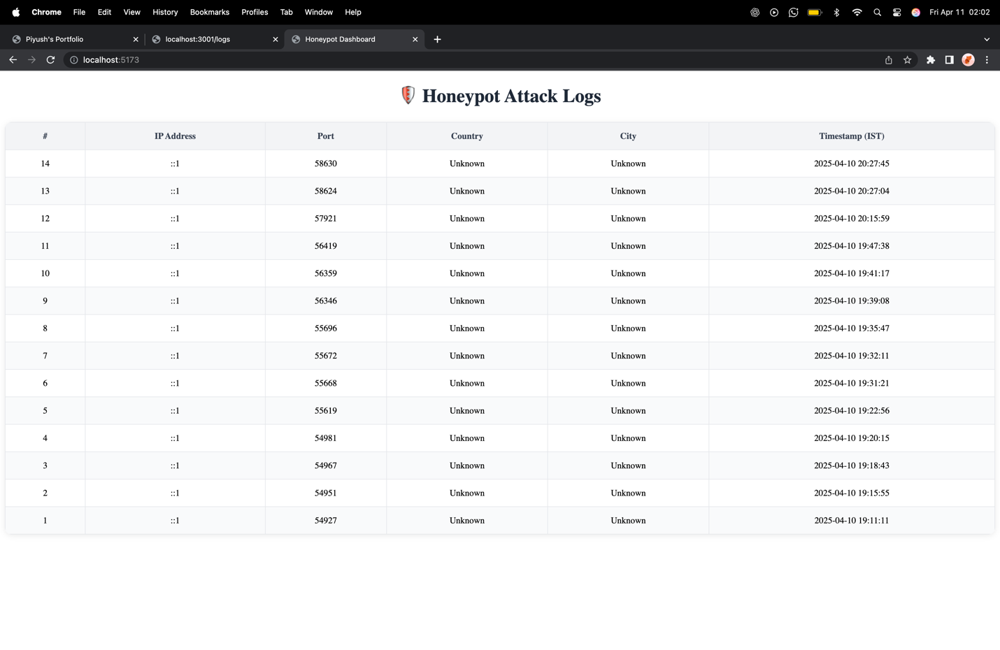 Chrome File Edit View History Bookmarks Profiles Tab Window Help Fri Apr 11 02:02
Piyush's Portfolio localhost:3001/logs Honeypot Dashboard
localhost:5173
Honeypot Attack Logs
# IP Address Port Country City Timestamp (IST)
14 ::1 58630 Unknown Unknown 2025-04-10 20:27:45
13 ::1 58624 Unknown Unknown 2025-04-10 20:27:04
12 ::1 57921 Unknown Unknown 2025-04-10 20:15:59
11 ::1 56419 Unknown Unknown 2025-04-10 19:47:38
10 ::1 56359 Unknown Unknown 2025-04-10 19:41:17
9 ::1 56346 Unknown Unknown 2025-04-10 19:39:08
8 ::1 55696 Unknown Unknown 2025-04-10 19:35:47
7 ::1 55672 Unknown Unknown 2025-04-10 19:32:11
6 ::1 55668 Unknown Unknown 2025-04-10 19:31:21
5 ::1 55619 Unknown Unknown 2025-04-10 19:22:56
4 ::1 54981 Unknown Unknown 2025-04-10 19:20:15
3 ::1 54967 Unknown Unknown 2025-04-10 19:18:43
2 ::1 54951 Unknown Unknown 2025-04-10 19:15:55
1 ::1 54927 Unknown Unknown 2025-04-10 19:11:11